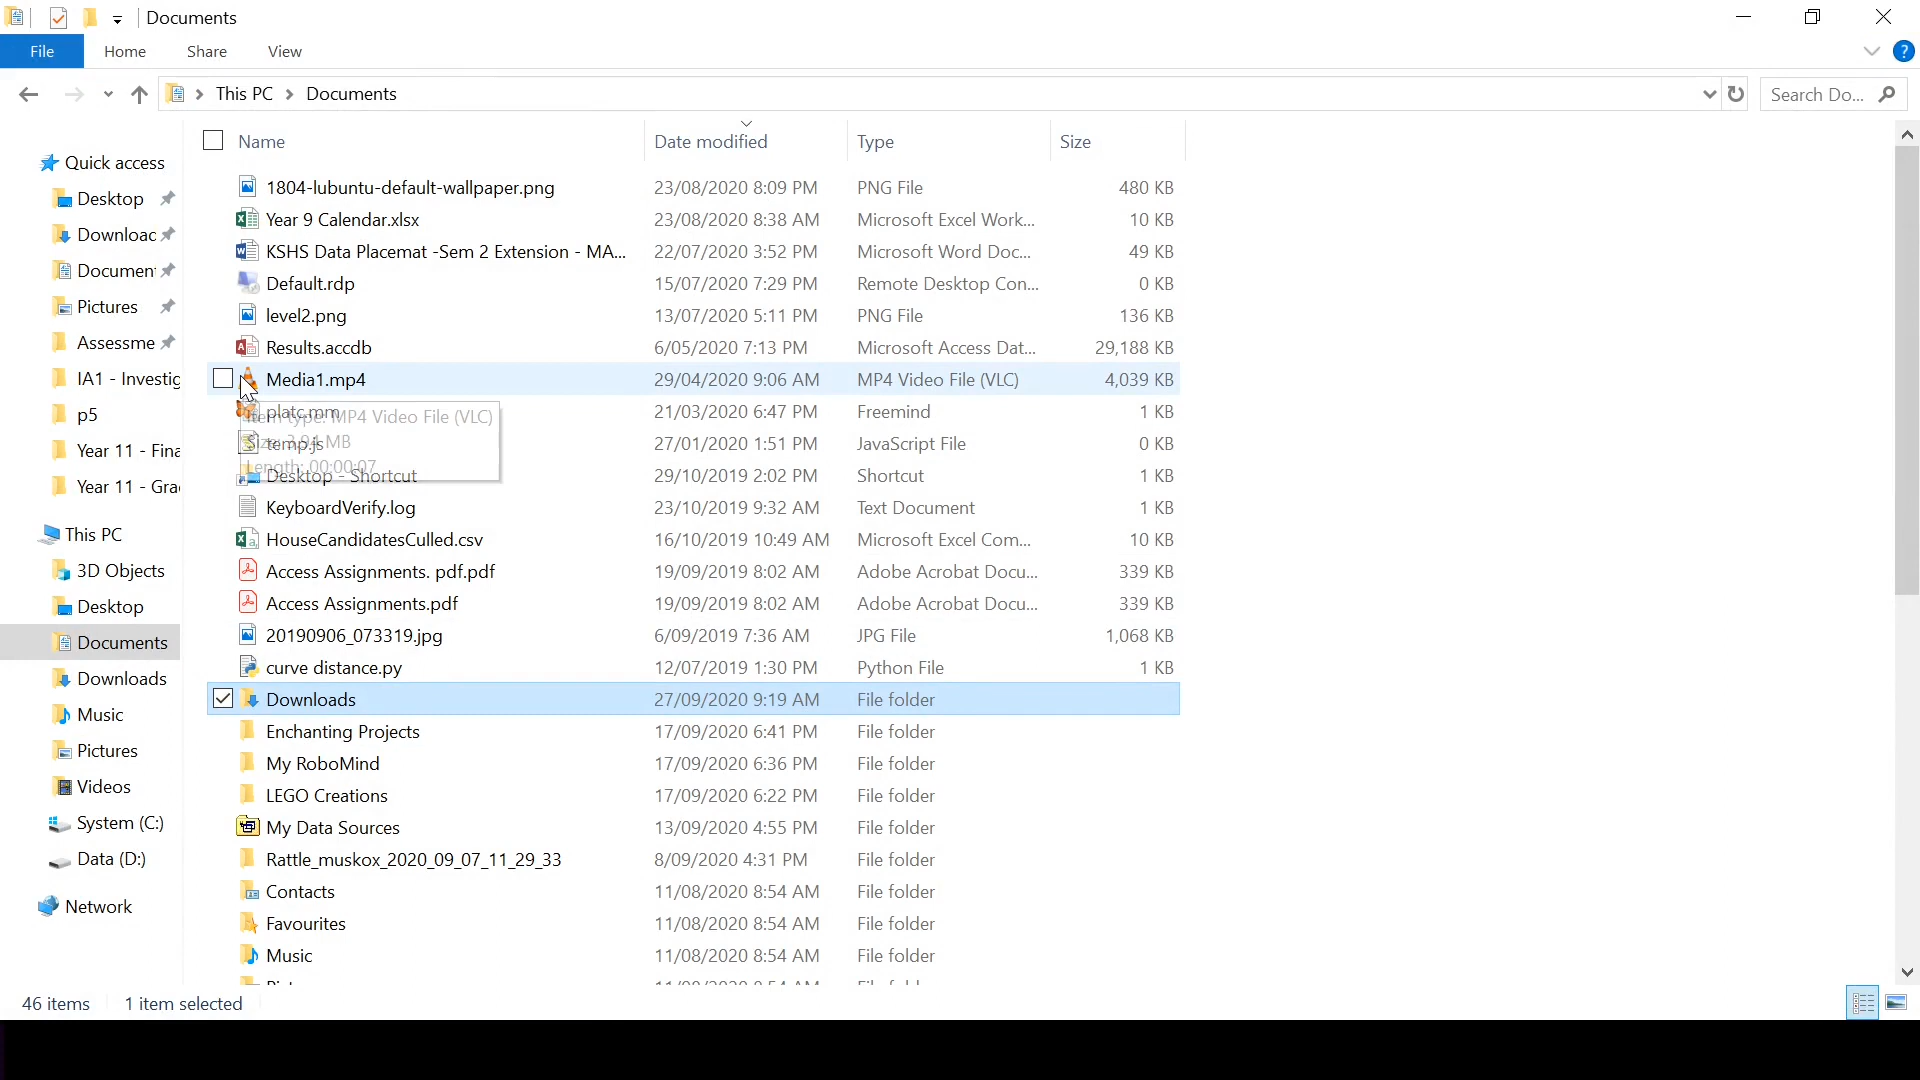 Documents
File Home Share View ?
This PC > Documents Search Do...
Name Date modified Type Size
Quick access
Desktop
Downloac
Documen
Pictures
Assessme
IA1 - Investig
p5
Year 11 - Fina
Year 11 - Gra
This PC
3D Objects
Desktop
Documents
Downloads
Music
Pictures
Videos
System (C:)
Data (D:)
Network
1804-lubuntu-default-wallpaper.png 23/08/2020 8:09 PM PNG File 480 KB
Year 9 Calendar.xlsx 23/08/2020 8:38 AM Microsoft Excel Work... 10 KB
KSHS Data Placemat -Sem 2 Extension - MA... 22/07/2020 3:52 PM Microsoft Word Doc... 49 KB
Default.rdp 15/07/2020 7:29 PM Remote Desktop Con... 0 KB
level2.png 13/07/2020 5:11 PM PNG File 136 KB
Results.accdb 6/05/2020 7:13 PM Microsoft Access Dat... 29,188 KB
Media1.mp4 29/04/2020 9:06 AM MP4 Video File (VLC) 4,039 KB
platc.mm 21/03/2020 6:47 PM Freemind 1 KB
Item type: MP4 Video File (VLC)
Size: 3.94 MB
Length: 00:00:07
temp.js 27/01/2020 1:51 PM JavaScript File 0 KB
Desktop - Shortcut 29/10/2019 2:02 PM Shortcut 1 KB
KeyboardVerify.log 23/10/2019 9:32 AM Text Document 1 KB
HouseCandidatesCulled.csv 16/10/2019 10:49 AM Microsoft Excel Com... 10 KB
Access Assignments. pdf.pdf 19/09/2019 8:02 AM Adobe Acrobat Docu... 339 KB
Access Assignments.pdf 19/09/2019 8:02 AM Adobe Acrobat Docu... 339 KB
20190906_073319.jpg 6/09/2019 7:36 AM JPG File 1,068 KB
curve distance.py 12/07/2019 1:30 PM Python File 1 KB
Downloads 27/09/2020 9:19 AM File folder
Enchanting Projects 17/09/2020 6:41 PM File folder
My RoboMind 17/09/2020 6:36 PM File folder
LEGO Creations 17/09/2020 6:22 PM File folder
My Data Sources 13/09/2020 4:55 PM File folder
Rattle_muskox_2020_09_07_11_29_33 8/09/2020 4:31 PM File folder
Contacts 11/08/2020 8:54 AM File folder
Favourites 11/08/2020 8:54 AM File folder
Music 11/08/2020 8:54 AM File folder
46 items 1 item selected